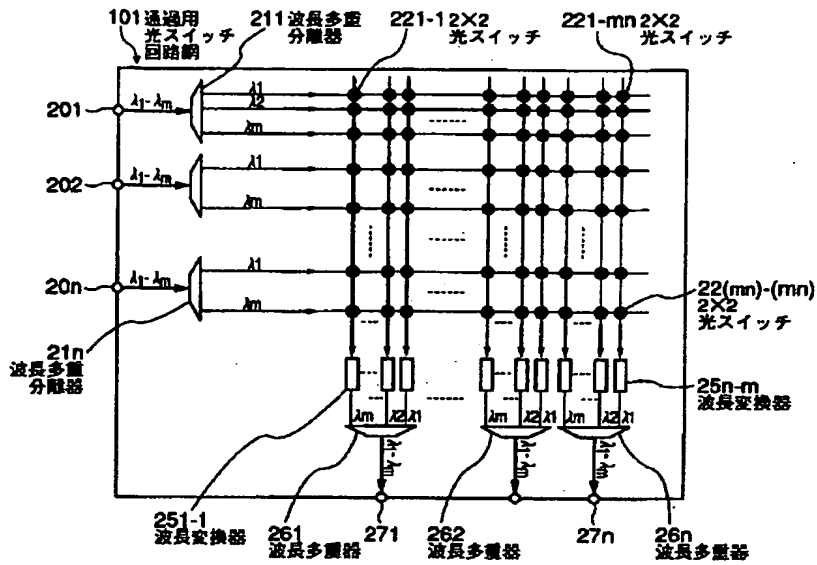 101 通過用
光スイッチ
回路網
211 波長多重
分離器
221-1 2×2
光スイッチ
221-mn 2×2
光スイッチ
201
λ1-λm
λ1
λ2
λm
202
λ1-λm
λ1
λm
20n
λ1-λm
λ1
λm
22(mn)-(mn)
2×2
光スイッチ
21n
波長多重
分離器
25n-m
波長変換器
λm λ2 λ1
λm λ2 λ1
λm λ2 λ1
λ1-λm
λ1-λm
λ1-λm
251-1
波長変換器
261
波長多重器
271
262
波長多重器
27n
26n
波長多重器